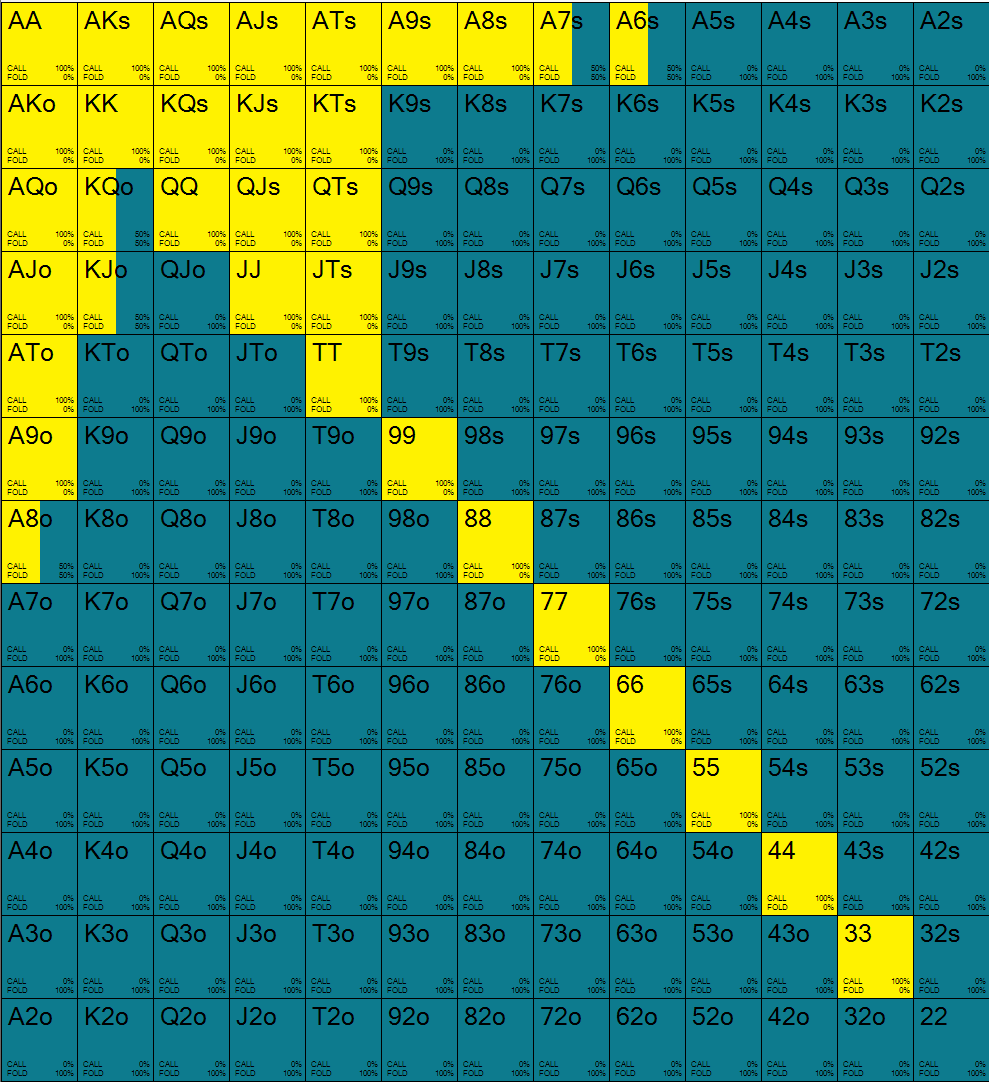 AA AKs AQs AJs ATs A9s A8s A7s A6s A5s A4s A3s A2s
CALL 100% CALL 100% CALL 100% CALL 100% CALL 100% CALL 100% CALL 100% CALL 50% CALL 50% CALL 0% CALL 0% CALL 0% CALL 0%
FOLD 0% FOLD 0% FOLD 0% FOLD 0% FOLD 0% FOLD 0% FOLD 0% FOLD 50% FOLD 50% FOLD 100% FOLD 100% FOLD 100% FOLD 100%
AKo KK KQs KJs KTs K9s K8s K7s K6s K5s K4s K3s K2s
CALL 100% CALL 100% CALL 100% CALL 100% CALL 100% CALL 0% CALL 0% CALL 0% CALL 0% CALL 0% CALL 0% CALL 0% CALL 0%
FOLD 0% FOLD 0% FOLD 0% FOLD 0% FOLD 0% FOLD 100% FOLD 100% FOLD 100% FOLD 100% FOLD 100% FOLD 100% FOLD 100% FOLD 100%
AQo KQo QQ QJs QTs Q9s Q8s Q7s Q6s Q5s Q4s Q3s Q2s
CALL 100% CALL 50% CALL 100% CALL 100% CALL 100% CALL 0% CALL 0% CALL 0% CALL 0% CALL 0% CALL 0% CALL 0% CALL 0%
FOLD 0% FOLD 50% FOLD 0% FOLD 0% FOLD 0% FOLD 100% FOLD 100% FOLD 100% FOLD 100% FOLD 100% FOLD 100% FOLD 100% FOLD 100%
AJo KJo QJo JJ JTs J9s J8s J7s J6s J5s J4s J3s J2s
CALL 100% CALL 50% CALL 0% CALL 100% CALL 100% CALL 0% CALL 0% CALL 0% CALL 0% CALL 0% CALL 0% CALL 0% CALL 0%
FOLD 0% FOLD 50% FOLD 100% FOLD 0% FOLD 0% FOLD 100% FOLD 100% FOLD 100% FOLD 100% FOLD 100% FOLD 100% FOLD 100% FOLD 100%
ATo KTo QTo JTo TT T9s T8s T7s T6s T5s T4s T3s T2s
CALL 100% CALL 0% CALL 0% CALL 0% CALL 100% CALL 0% CALL 0% CALL 0% CALL 0% CALL 0% CALL 0% CALL 0% CALL 0%
FOLD 0% FOLD 100% FOLD 100% FOLD 100% FOLD 0% FOLD 100% FOLD 100% FOLD 100% FOLD 100% FOLD 100% FOLD 100% FOLD 100% FOLD 100%
A9o K9o Q9o J9o T9o 99 98s 97s 96s 95s 94s 93s 92s
CALL 100% CALL 0% CALL 0% CALL 0% CALL 0% CALL 100% CALL 0% CALL 0% CALL 0% CALL 0% CALL 0% CALL 0% CALL 0%
FOLD 0% FOLD 100% FOLD 100% FOLD 100% FOLD 100% FOLD 0% FOLD 100% FOLD 100% FOLD 100% FOLD 100% FOLD 100% FOLD 100% FOLD 100%
A8o K8o Q8o J8o T8o 98o 88 87s 86s 85s 84s 83s 82s
CALL 50% CALL 0% CALL 0% CALL 0% CALL 0% CALL 0% CALL 100% CALL 0% CALL 0% CALL 0% CALL 0% CALL 0% CALL 0%
FOLD 50% FOLD 100% FOLD 100% FOLD 100% FOLD 100% FOLD 100% FOLD 0% FOLD 100% FOLD 100% FOLD 100% FOLD 100% FOLD 100% FOLD 100%
A7o K7o Q7o J7o T7o 97o 87o 77 76s 75s 74s 73s 72s
CALL 0% CALL 0% CALL 0% CALL 0% CALL 0% CALL 0% CALL 0% CALL 100% CALL 0% CALL 0% CALL 0% CALL 0% CALL 0%
FOLD 100% FOLD 100% FOLD 100% FOLD 100% FOLD 100% FOLD 100% FOLD 100% FOLD 0% FOLD 100% FOLD 100% FOLD 100% FOLD 100% FOLD 100%
A6o K6o Q6o J6o T6o 96o 86o 76o 66 65s 64s 63s 62s
CALL 0% CALL 0% CALL 0% CALL 0% CALL 0% CALL 0% CALL 0% CALL 0% CALL 100% CALL 0% CALL 0% CALL 0% CALL 0%
FOLD 100% FOLD 100% FOLD 100% FOLD 100% FOLD 100% FOLD 100% FOLD 100% FOLD 100% FOLD 0% FOLD 100% FOLD 100% FOLD 100% FOLD 100%
A5o K5o Q5o J5o T5o 95o 85o 75o 65o 55 54s 53s 52s
CALL 0% CALL 0% CALL 0% CALL 0% CALL 0% CALL 0% CALL 0% CALL 0% CALL 0% CALL 100% CALL 0% CALL 0% CALL 0%
FOLD 100% FOLD 100% FOLD 100% FOLD 100% FOLD 100% FOLD 100% FOLD 100% FOLD 100% FOLD 100% FOLD 0% FOLD 100% FOLD 100% FOLD 100%
A4o K4o Q4o J4o T4o 94o 84o 74o 64o 54o 44 43s 42s
CALL 0% CALL 0% CALL 0% CALL 0% CALL 0% CALL 0% CALL 0% CALL 0% CALL 0% CALL 0% CALL 100% CALL 0% CALL 0%
FOLD 100% FOLD 100% FOLD 100% FOLD 100% FOLD 100% FOLD 100% FOLD 100% FOLD 100% FOLD 100% FOLD 100% FOLD 0% FOLD 100% FOLD 100%
A3o K3o Q3o J3o T3o 93o 83o 73o 63o 53o 43o 33 32s
CALL 0% CALL 0% CALL 0% CALL 0% CALL 0% CALL 0% CALL 0% CALL 0% CALL 0% CALL 0% CALL 0% CALL 100% CALL 0%
FOLD 100% FOLD 100% FOLD 100% FOLD 100% FOLD 100% FOLD 100% FOLD 100% FOLD 100% FOLD 100% FOLD 100% FOLD 100% FOLD 0% FOLD 100%
A2o K2o Q2o J2o T2o 92o 82o 72o 62o 52o 42o 32o 22
CALL 0% CALL 0% CALL 0% CALL 0% CALL 0% CALL 0% CALL 0% CALL 0% CALL 0% CALL 0% CALL 0% CALL 0% CALL 0%
FOLD 100% FOLD 100% FOLD 100% FOLD 100% FOLD 100% FOLD 100% FOLD 100% FOLD 100% FOLD 100% FOLD 100% FOLD 100% FOLD 100% FOLD 100%